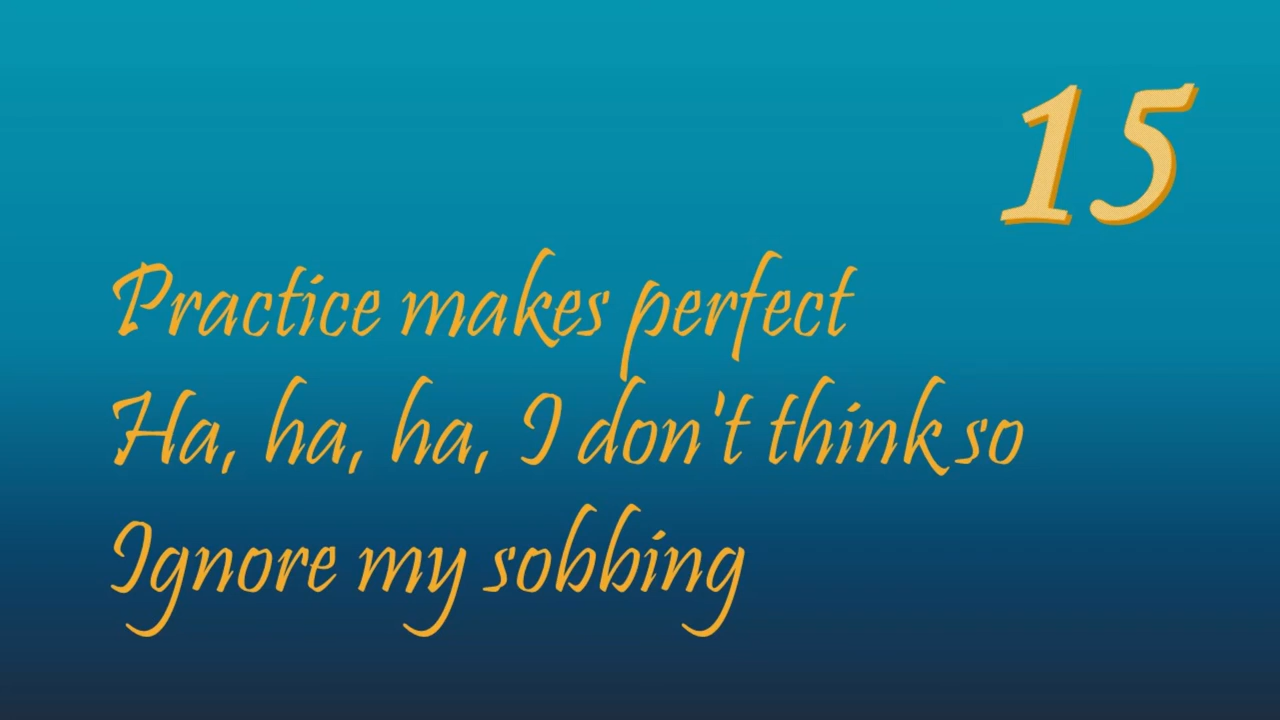 15
Practice makes perfect
Ha, ha, ha, I don't think so
Ignore my sobbing